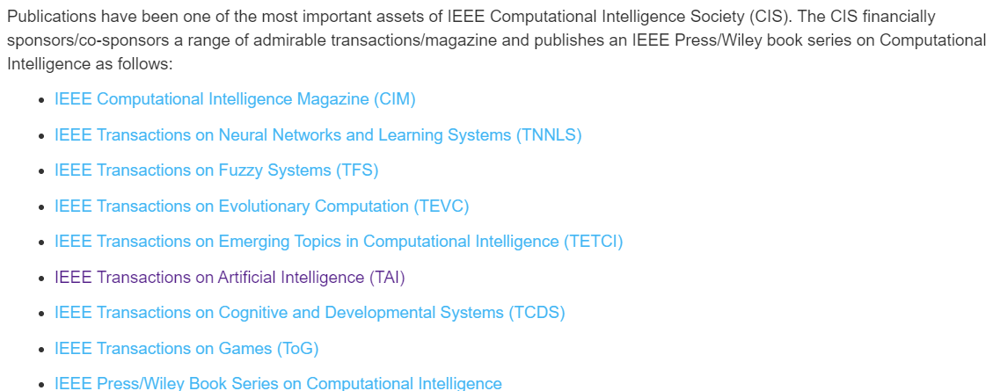 Publications have been one of the most important assets of IEEE Computational Intelligence Society (CIS). The CIS financially
sponsors/co-sponsors a range of admirable transactions/magazine and publishes an IEEE Press/Wiley book series on Computational
Intelligence as follows:
• IEEE Computational Intelligence Magazine (CIM)
• IEEE Transactions on Neural Networks and Learning Systems (TNNLS)
• IEEE Transactions on Fuzzy Systems (TFS)
• IEEE Transactions on Evolutionary Computation (TEVC)
• IEEE Transactions on Emerging Topics in Computational Intelligence (TETCI)
• IEEE Transactions on Artificial Intelligence (TAI)
• IEEE Transactions on Cognitive and Developmental Systems (TCDS)
• IEEE Transactions on Games (ToG)
• IEEE Press/Wiley Book Series on Computational Intelligence